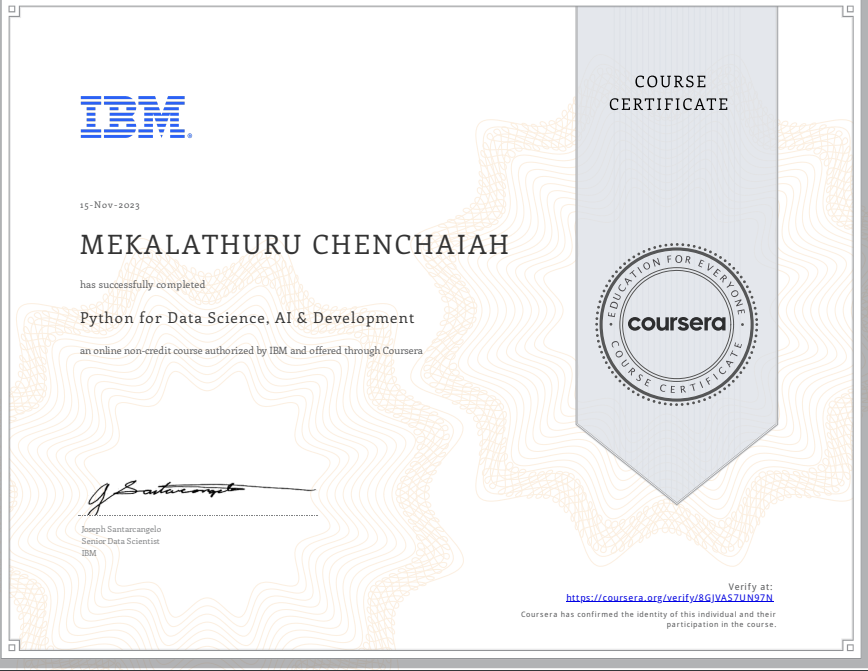 COURSE
CERTIFICATE
IBM®
15-Nov-2023
MEKALATHURU CHENCHAIAH
has successfully completed
Python for Data Science, AI & Development
an online non-credit course authorized by IBM and offered through Coursera
EDUCATION FOR EVERYONE
coursera
COURSE CERTIFICATE
J Santarcangelo
Joseph Santarcangelo
Senior Data Scientist
IBM
Verify at:
https://coursera.org/verify/8GJVAS7UN97N
Coursera has confirmed the identity of this individual and their
participation in the course.